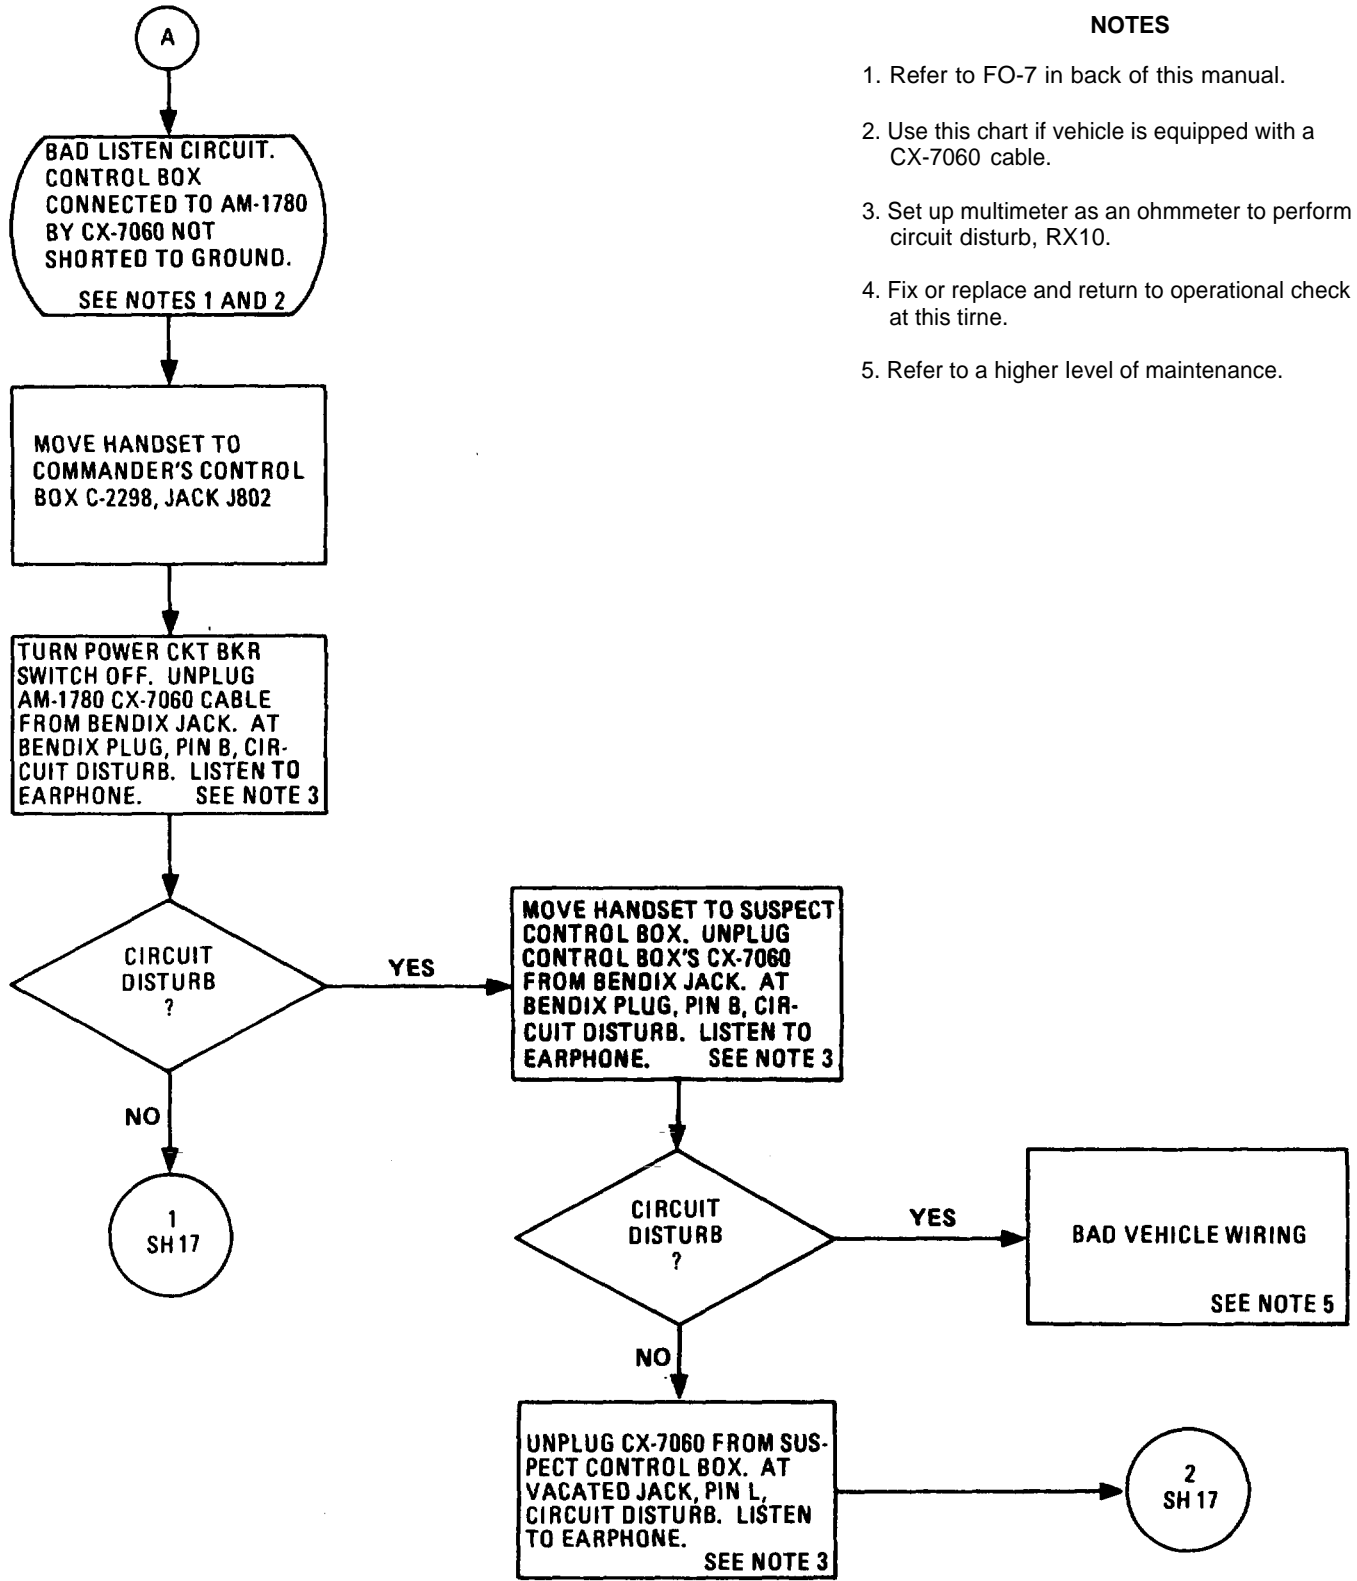 A
BAD LISTEN CIRCUIT.
CONTROL BOX
CONNECTED TO AM-1780
BY CX-7060 NOT
SHORTED TO GROUND.
SEE NOTES 1 AND 2
MOVE HANDSET TO
COMMANDER'S CONTROL
BOX C-2298, JACK J802
TURN POWER CKT BKR
SWITCH OFF. UNPLUG
AM-1780 CX-7060 CABLE
FROM BENDIX JACK. AT
BENDIX PLUG, PIN B, CIR-
CUIT DISTURB. LISTEN TO
EARPHONE. SEE NOTE 3
CIRCUIT
DISTURB
?
YES
NO
1
SH 17
MOVE HANDSET TO SUSPECT
CONTROL BOX. UNPLUG
CONTROL BOX'S CX-7060
FROM BENDIX JACK. AT
BENDIX PLUG, PIN B, CIR-
CUIT DISTURB. LISTEN TO
EARPHONE. SEE NOTE 3
CIRCUIT
DISTURB
?
YES
BAD VEHICLE WIRING
SEE NOTE 5
NO
UNPLUG CX-7060 FROM SUS-
PECT CONTROL BOX. AT
VACATED JACK, PIN L,
CIRCUIT DISTURB. LISTEN
TO EARPHONE.
SEE NOTE 3
2
SH 17
NOTES
1. Refer to FO-7 in back of this manual.
2. Use this chart if vehicle is equipped with a
CX-7060 cable.
3. Set up multimeter as an ohmmeter to perform
circuit disturb, RX10.
4. Fix or replace and return to operational check
at this tirne.
5. Refer to a higher level of maintenance.